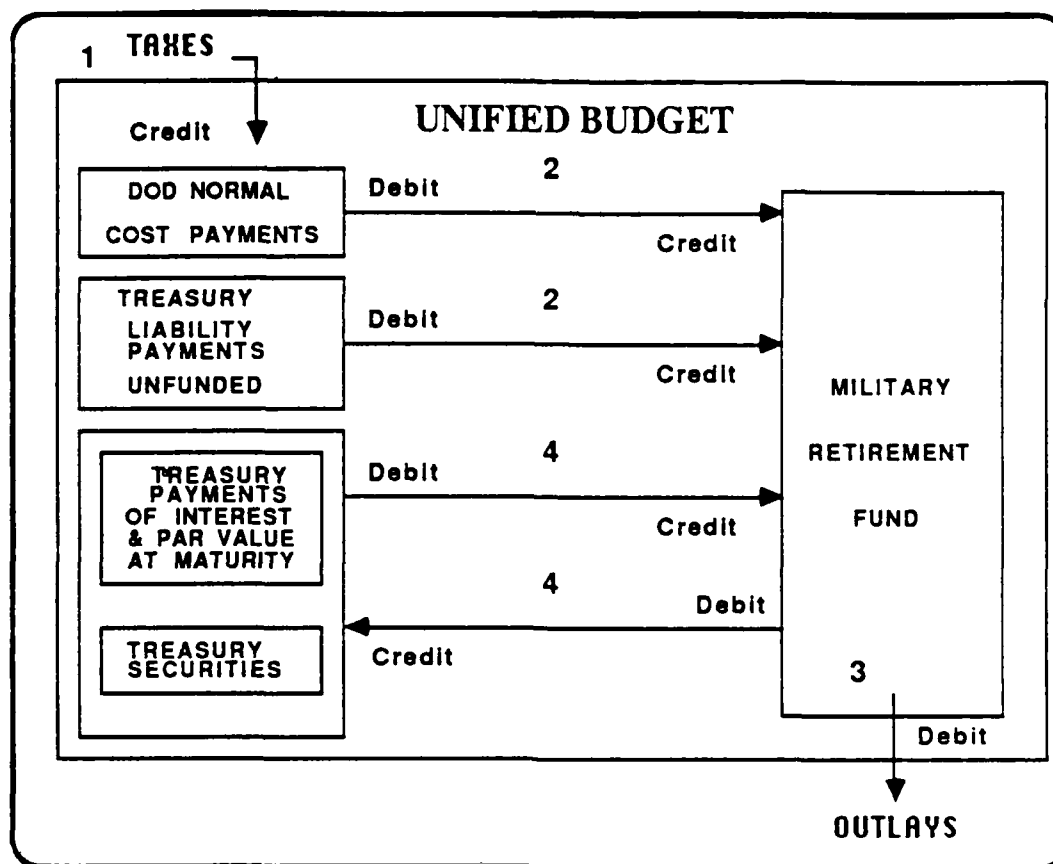 1 TAXES
UNIFIED BUDGET
Credit
2
DOD NORMAL
COST PAYMENTS
Debit
Credit
TREASURY
LIABILITY
PAYMENTS
UNFUNDED
2
Debit
Credit
MILITARY
RETIREMENT
FUND
TREASURY
PAYMENTS
OF INTEREST
& PAR VALUE
AT MATURITY
4
Debit
Credit
4
Debit
Credit
TREASURY
SECURITIES
3
Debit
OUTLAYS